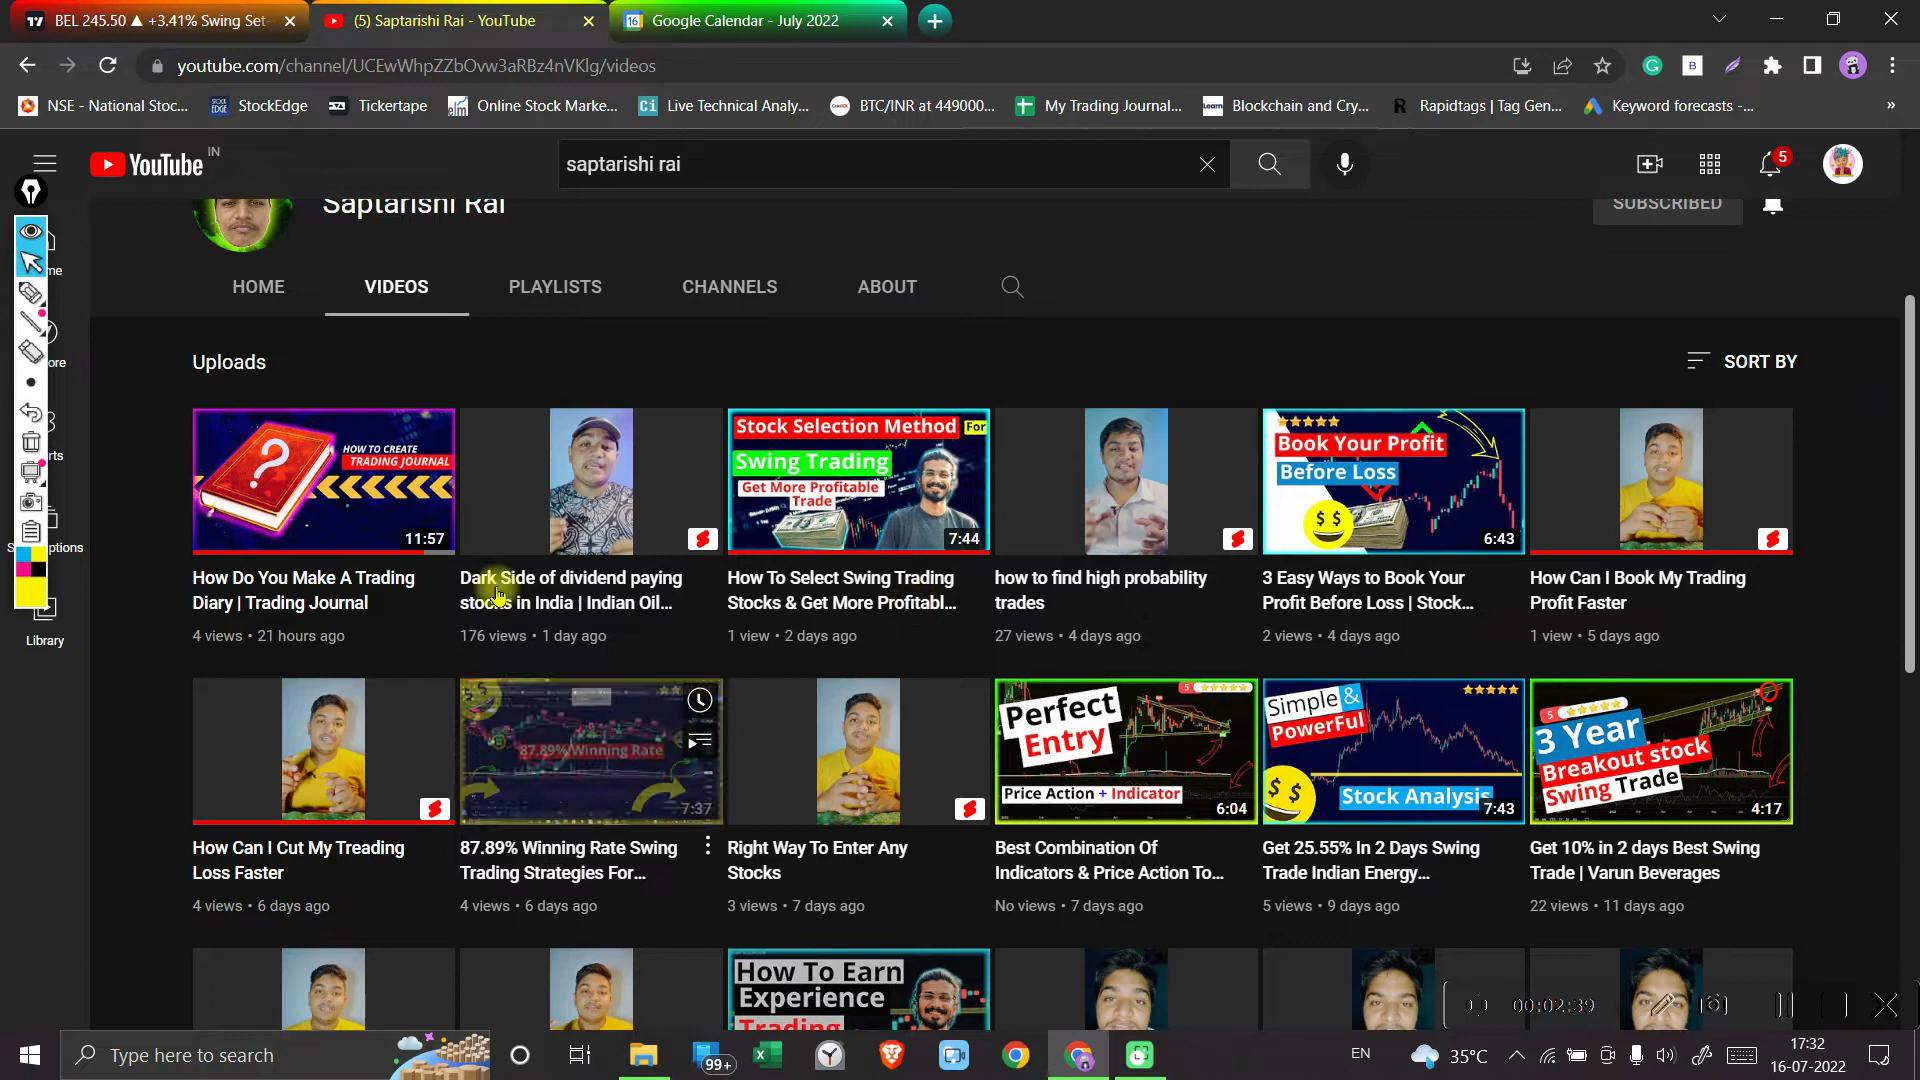 BEL 245.50 ▲ +3.41% Swing Set-
(5) Saptarishi Rai - YouTube
16 Google Calendar - July 2022
youtube.com/channel/UCEwWhpZZbOvw3aRBz4nVKlg/videos
NSE - National Stoc...
StockEdge
Tickertape
elm Online Stock Marke...
Ci Live Technical Analy...
BTC/INR at 449000...
My Trading Journal...
Learn Blockchain and Cry...
R Rapidtags | Tag Gen...
Keyword forecasts -...
YouTube IN
saptarishi rai
5
Saptarishi Rai
SUBSCRIBED
HOME VIDEOS PLAYLISTS CHANNELS ABOUT
Uploads
SORT BY
HOW TO CREATE
TRADING JOURNAL
11:57
Stock Selection Method For
Swing Trading
Get More Profitable
Trade
7:44
Book Your Profit
Before Loss
6:43
How Do You Make A Trading
Diary | Trading Journal
4 views • 21 hours ago
Dark Side of dividend paying
stocks in India | Indian Oil...
176 views • 1 day ago
How To Select Swing Trading
Stocks & Get More Profitabl...
1 view • 2 days ago
how to find high probability
trades
27 views • 4 days ago
3 Easy Ways to Book Your
Profit Before Loss | Stock...
2 views • 4 days ago
How Can I Book My Trading
Profit Faster
1 view • 5 days ago
Library
87.89% Winning Rate
7:37
Perfect
Entry
Price Action + Indicator
6:04
Simple &
PowerFul
Stock Analysis
7:43
5
3 Year
Breakout stock
Swing Trade
4:17
How Can I Cut My Treading
Loss Faster
4 views • 6 days ago
87.89% Winning Rate Swing
Trading Strategies For...
4 views • 6 days ago
Right Way To Enter Any
Stocks
3 views • 7 days ago
Best Combination Of
Indicators & Price Action To...
No views • 7 days ago
Get 25.55% In 2 Days Swing
Trade Indian Energy...
5 views • 9 days ago
Get 10% in 2 days Best Swing
Trade | Varun Beverages
22 views • 11 days ago
How To Earn
Experience
Trading
00:02:39
Type here to search
99+
EN
35°C
17:32
16-07-2022